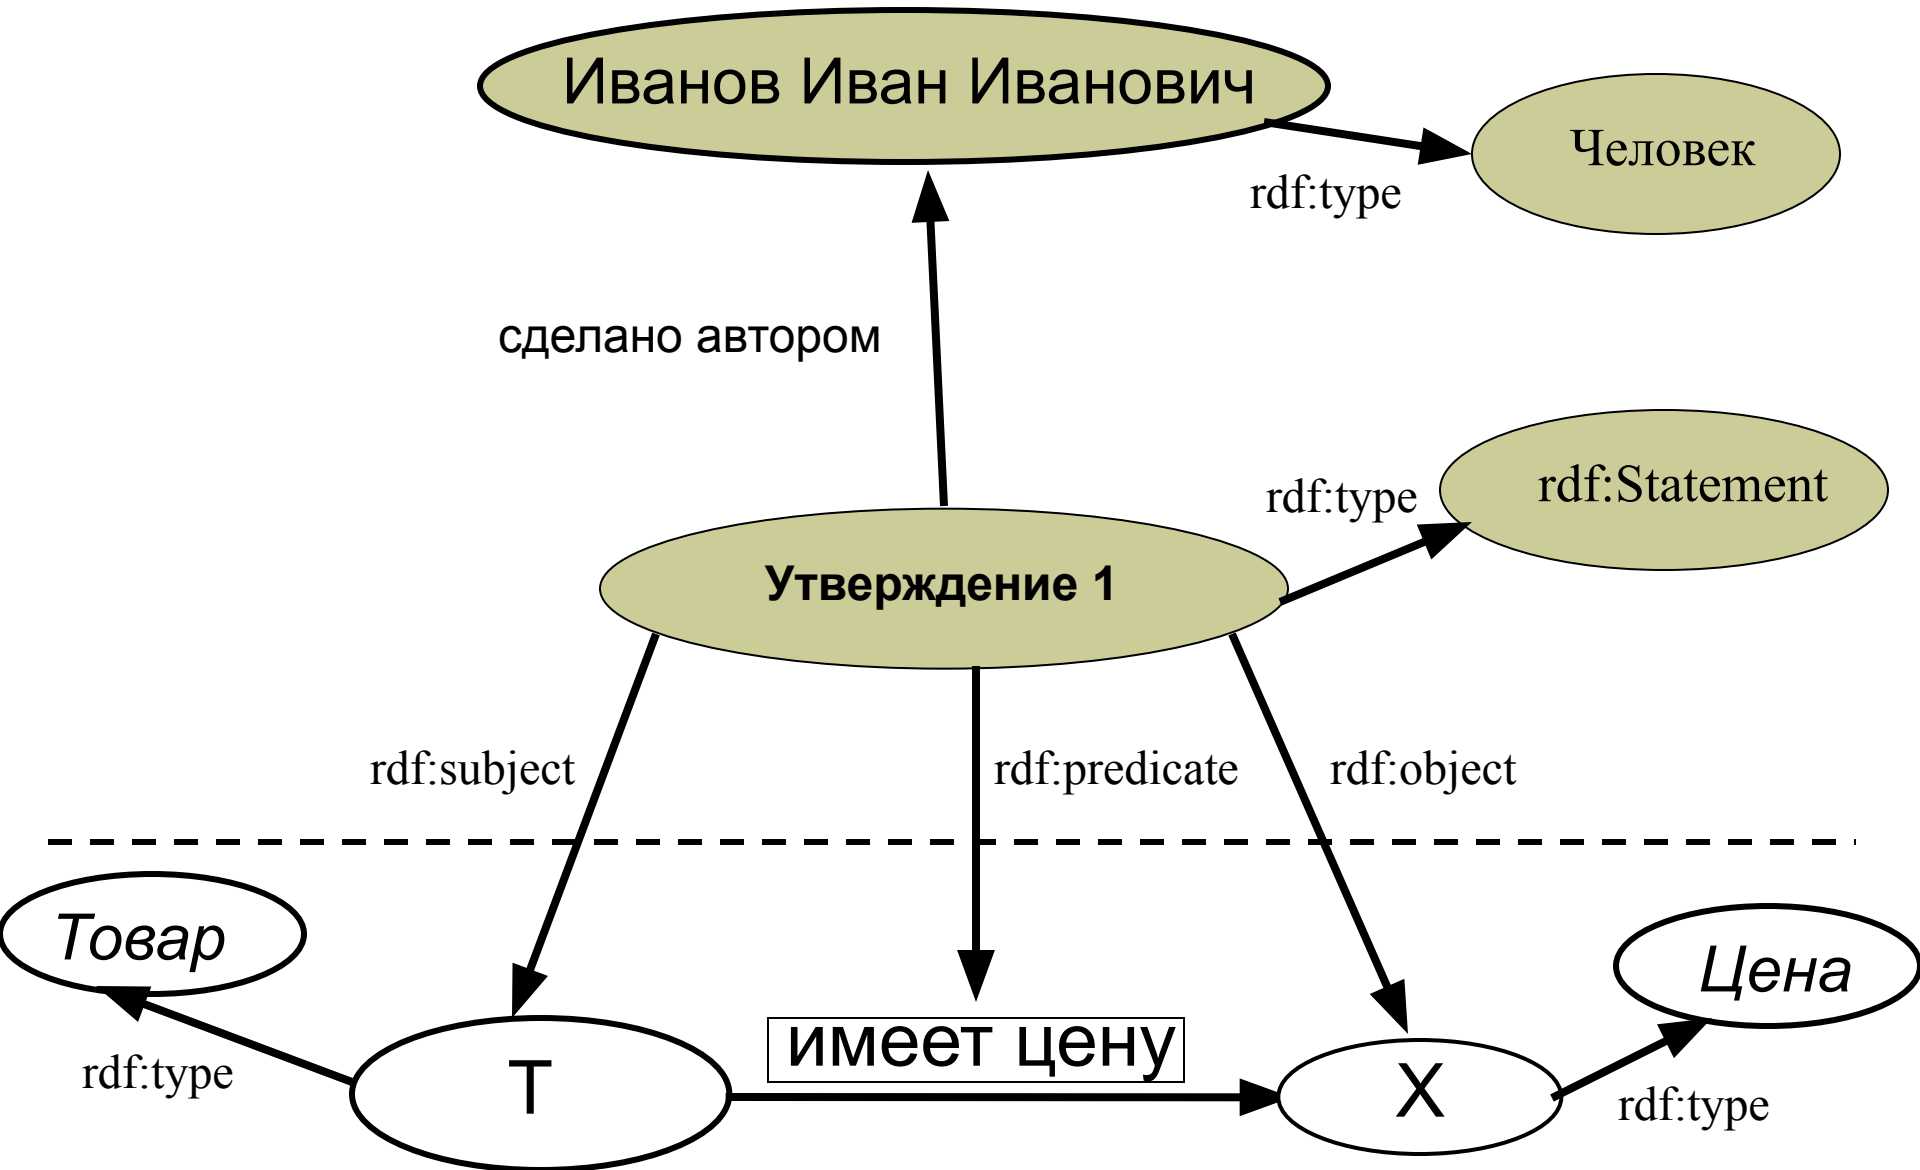 Иванов Иван Иванович
Человек
rdf:type
сделано автором
rdf:type
rdf:Statement
Утверждение 1
rdf:subject
rdf:predicate
rdf:object
Товар
Цена
имеет цену
rdf:type
Т
Х
rdf:type